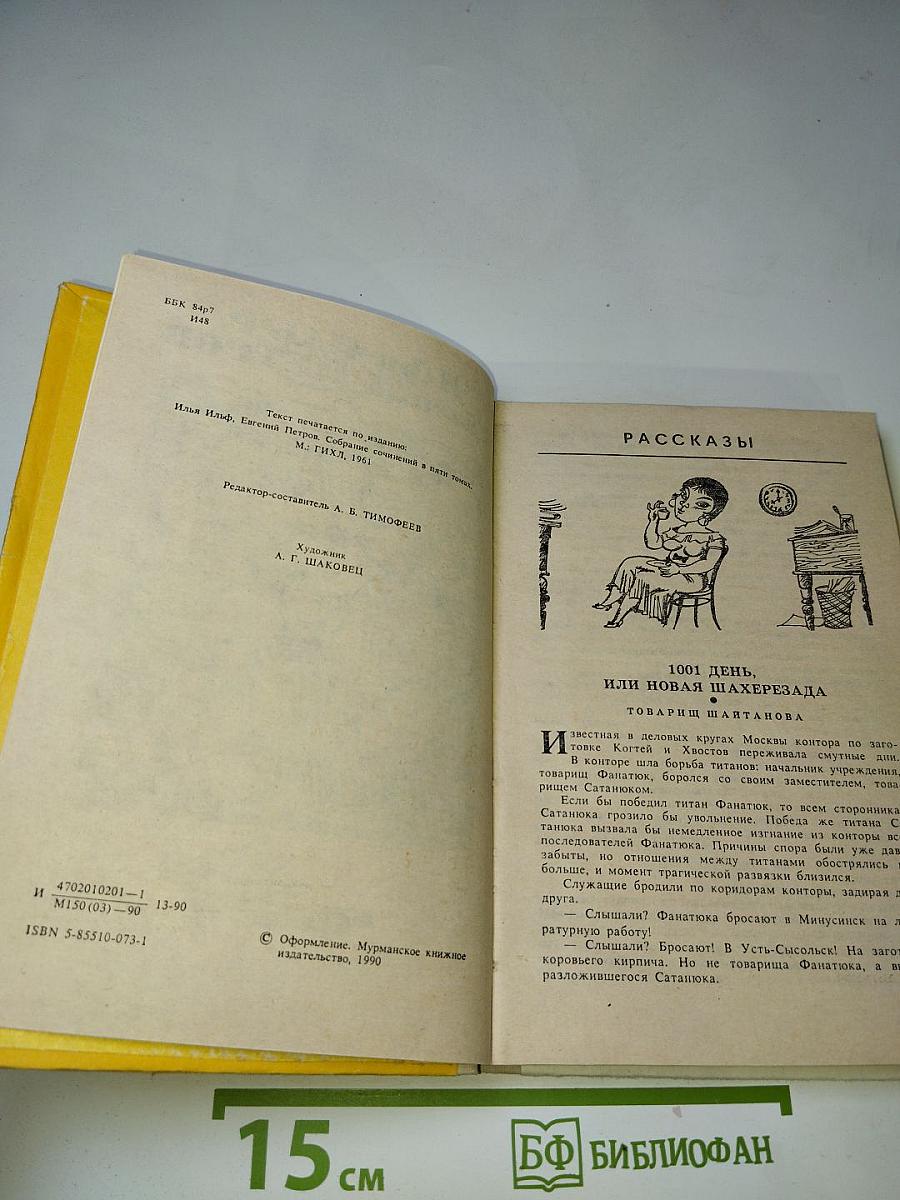 ББК 84р7
И48
Текст печатается по изданию:
Илья Ильф, Евгений Петров. Собрание сочинений в пяти томах.
М.: ГИХЛ, 1961
Редактор-составитель А. Б. ТИМОФЕЕВ
Художник
А. Г. ШАКОВЕЦ
И 4702010201—1
М150(03)—90 13-90
ISBN 5-85510-073-1
© Оформление. Мурманское книжное
издательство, 1990
РАССКАЗЫ
1001 ДЕНЬ,
ИЛИ НОВАЯ ШАХЕРЕЗАДА
ТОВАРИЩ ШАЙТАНОВА
Известная в деловых кругах Москвы контора по заго-
товке Когтей и Хвостов переживала смутные дни.
В конторе шла борьба титанов: начальник учреждения,
товарищ Фанатюк, боролся со своим заместителем, това-
рищем Сатанюком.
Если бы победил титан Фанатюк, то всем сторонника
Сатанюка грозило бы увольнение. Победа же титана С
танюка вызвала бы немедленное изгнание из конторы вс
последователей Фанатюка. Причины спора были уже дав
забыты, но отношения между титанами обострялись
больше, и момент трагической развязки близился.
Служащие бродили по коридорам конторы, задирая д
друга.
— Слышали? Фанатюка бросают в Минусинск на л
ратурную работу!
— Слышали? Бросают! В Усть-Сысольск! На загот
коровьего кирпича. Но не товарища Фанатюка, а в
разложившегося Сатанюка.
15 см
БФ БИБЛИОФАН